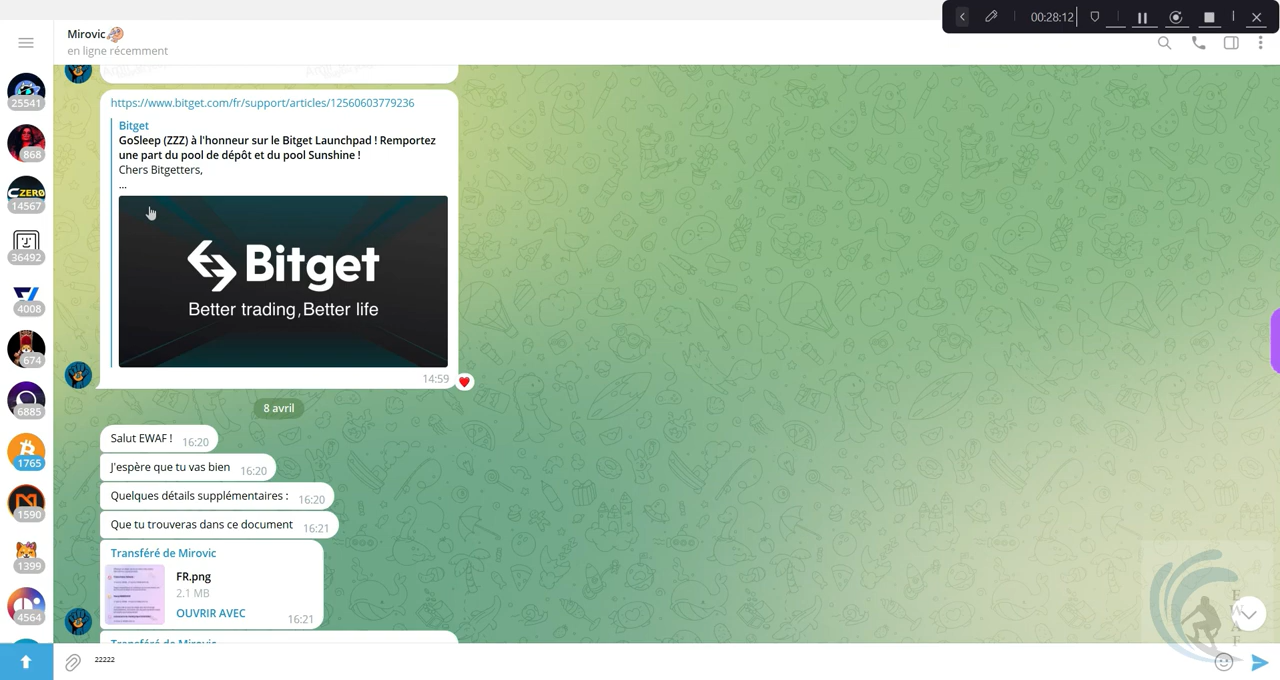 00:28:12
Mirovic
en ligne récemment
25541
868
CZERO
14567
36492
4008
674
6885
1765
1590
1399
4564
https://www.bitget.com/fr/support/articles/12560603779236
Bitget
GoSleep (ZZZ) à l'honneur sur le Bitget Launchpad ! Remportez
une part du pool de dépôt et du pool Sunshine !
Chers Bitgetters,
...
Bitget
Better trading,Better life
14:59
8 avril
Salut EWAF ! 16:20
J'espère que tu vas bien 16:20
Quelques détails supplémentaires : 16:20
Que tu trouveras dans ce document 16:21
Transféré de Mirovic
FR.png
2.1 MB
OUVRIR AVEC
16:21
Transféré de Mirovic
22222
EWAF